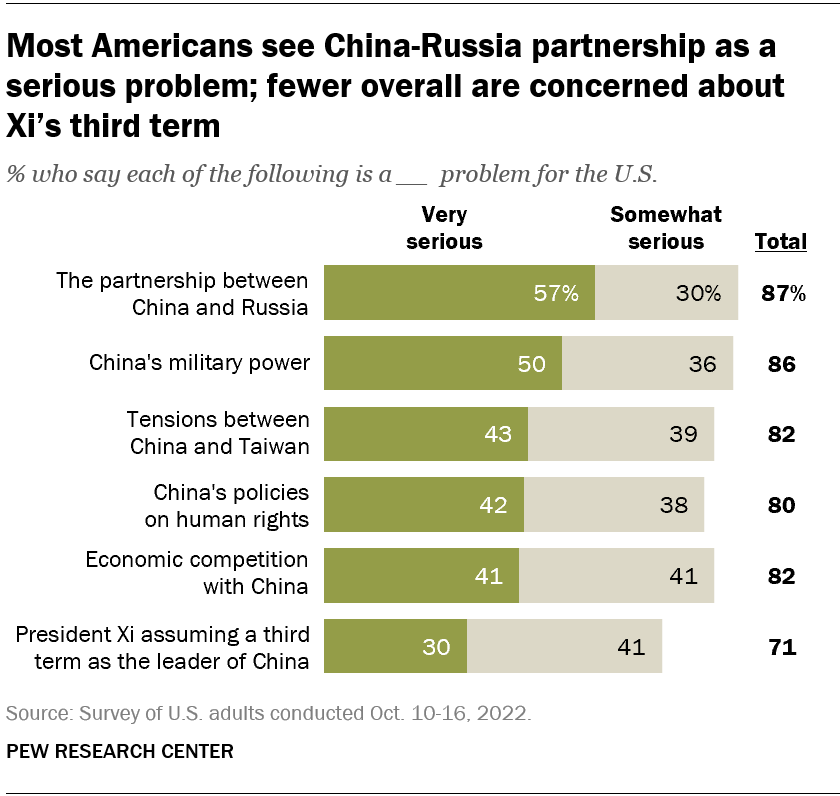 Most Americans see China-Russia partnership as a
serious problem; fewer overall are concerned about
Xi's third term
% who say each of the following is a __ problem for the U.S.
Very
serious
Somewhat
serious
Total
The partnership between
China and Russia
57% 30% 87%
China's military power 50 36 86
Tensions between
China and Taiwan
43 39 82
China's policies
on human rights
42 38 80
Economic competition
with China
41 41 82
President Xi assuming a third
term as the leader of China
30 41 71
Source: Survey of U.S. adults conducted Oct. 10-16, 2022.
PEW RESEARCH CENTER